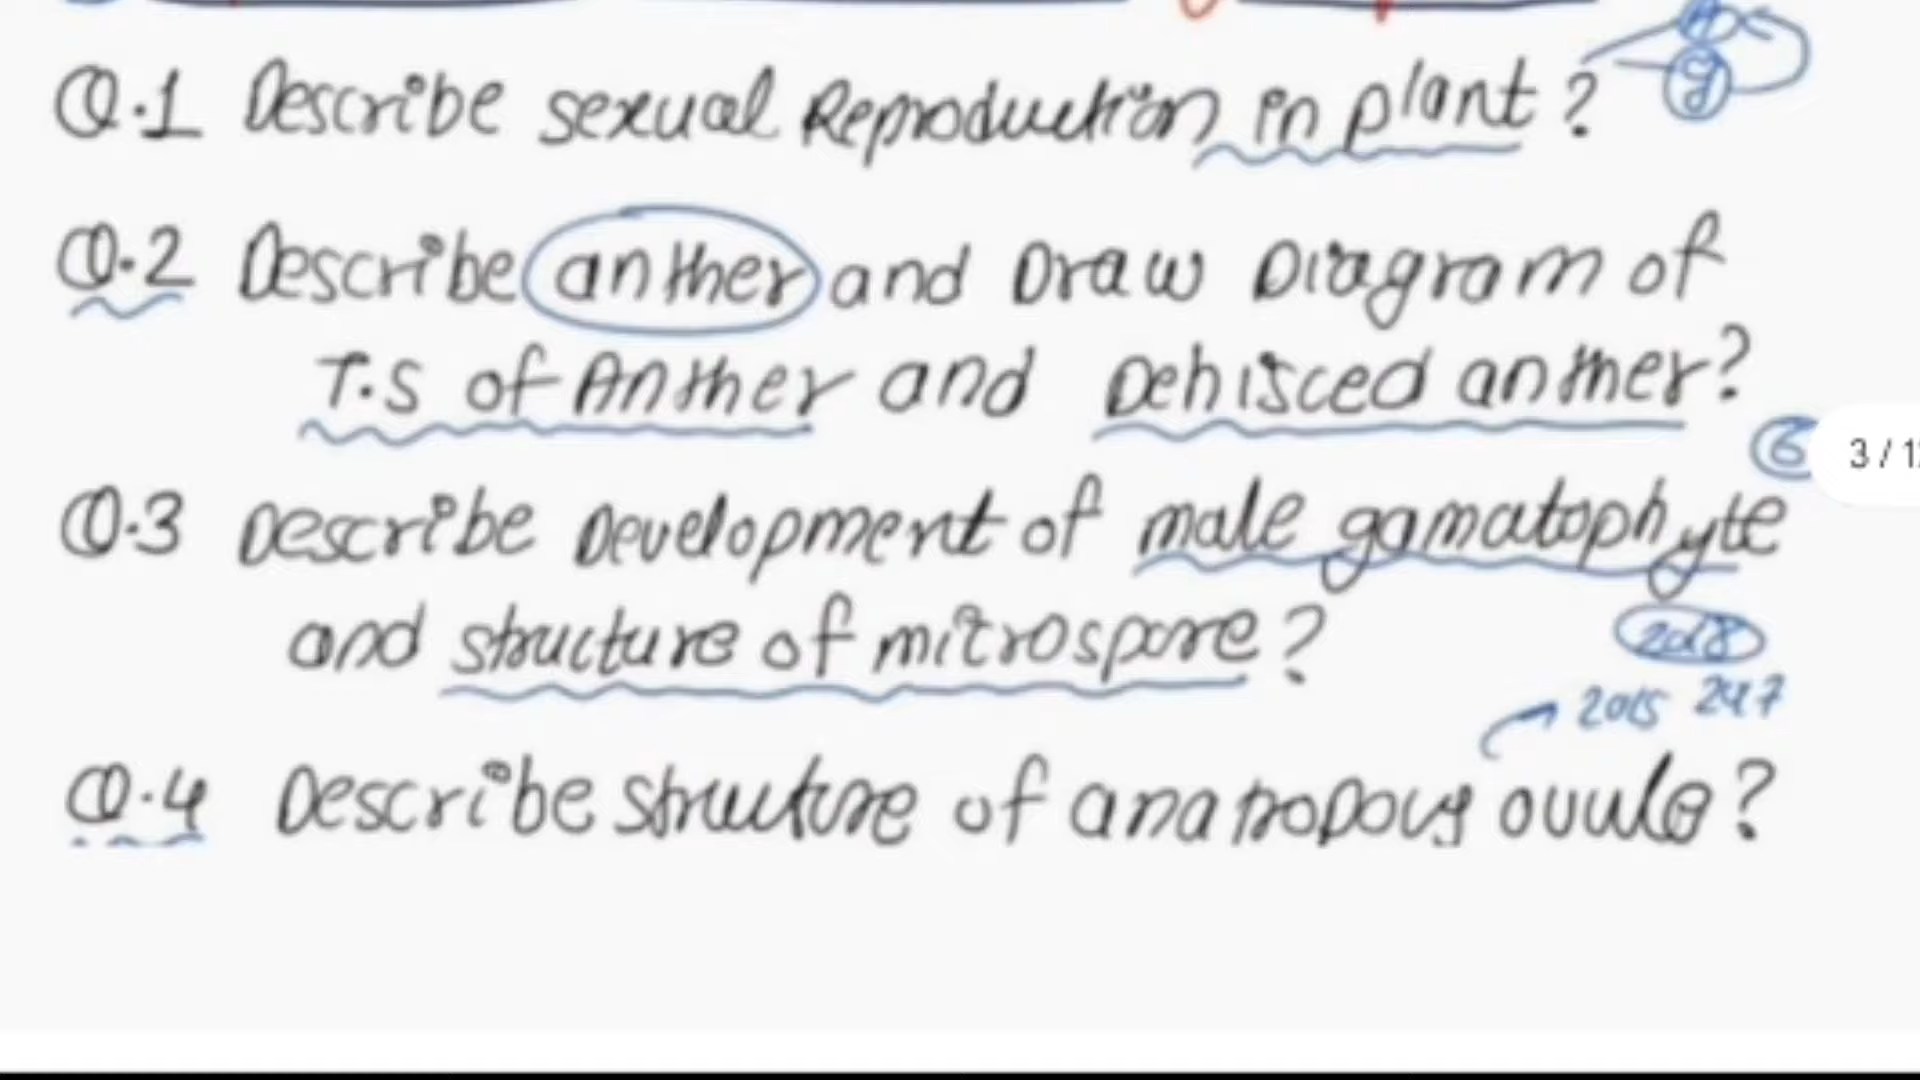 Q.1 Describe sexual Reproduction in plant?
Q.2 Describe anther and Draw Diagram of
T.S of Anther and Dehisced anther?
6
3 / 1
Q.3 Describe Development of male gamatophyte
and structure of mitrospore?
2018
2015 2017
Q.4 Describe structure of anatropous ovule?